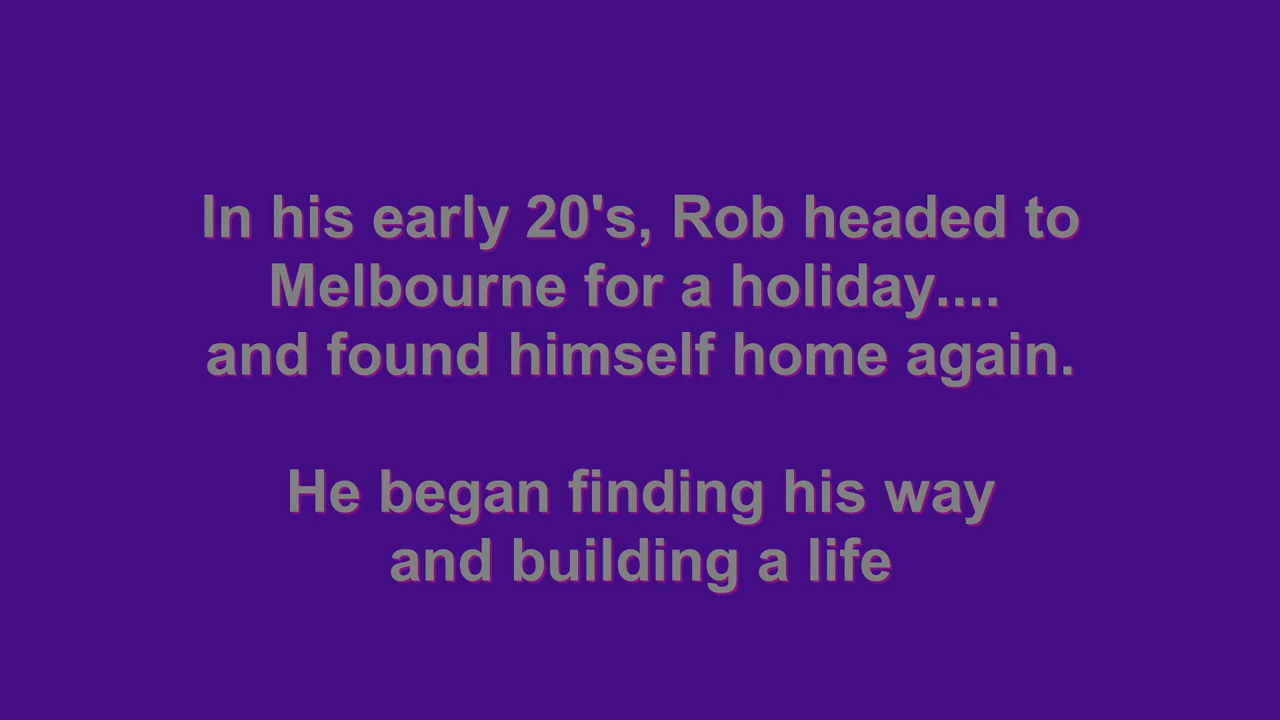 In his early 20's, Rob headed to
Melbourne for a holiday....
and found himself home again.
He began finding his way
and building a life